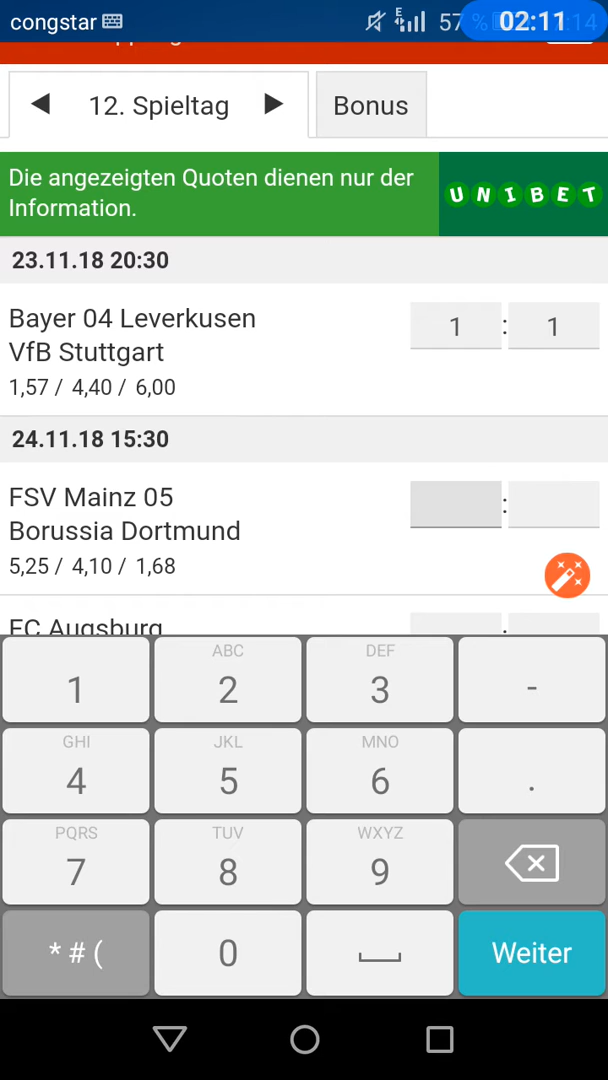 congstar
E
57 %
02:11
:14
12. Spieltag
Bonus
Die angezeigten Quoten dienen nur der
Information.
UNIBET
23.11.18 20:30
Bayer 04 Leverkusen
1 : 1
VfB Stuttgart
1,57 / 4,40 / 6,00
24.11.18 15:30
FSV Mainz 05
:
Borussia Dortmund
5,25 / 4,10 / 1,68
FC Augsburg
:
ABC DEF
1 2 3 -
GHI JKL MNO
4 5 6 .
PQRS TUV WXYZ
7 8 9
* # ( 0 Weiter